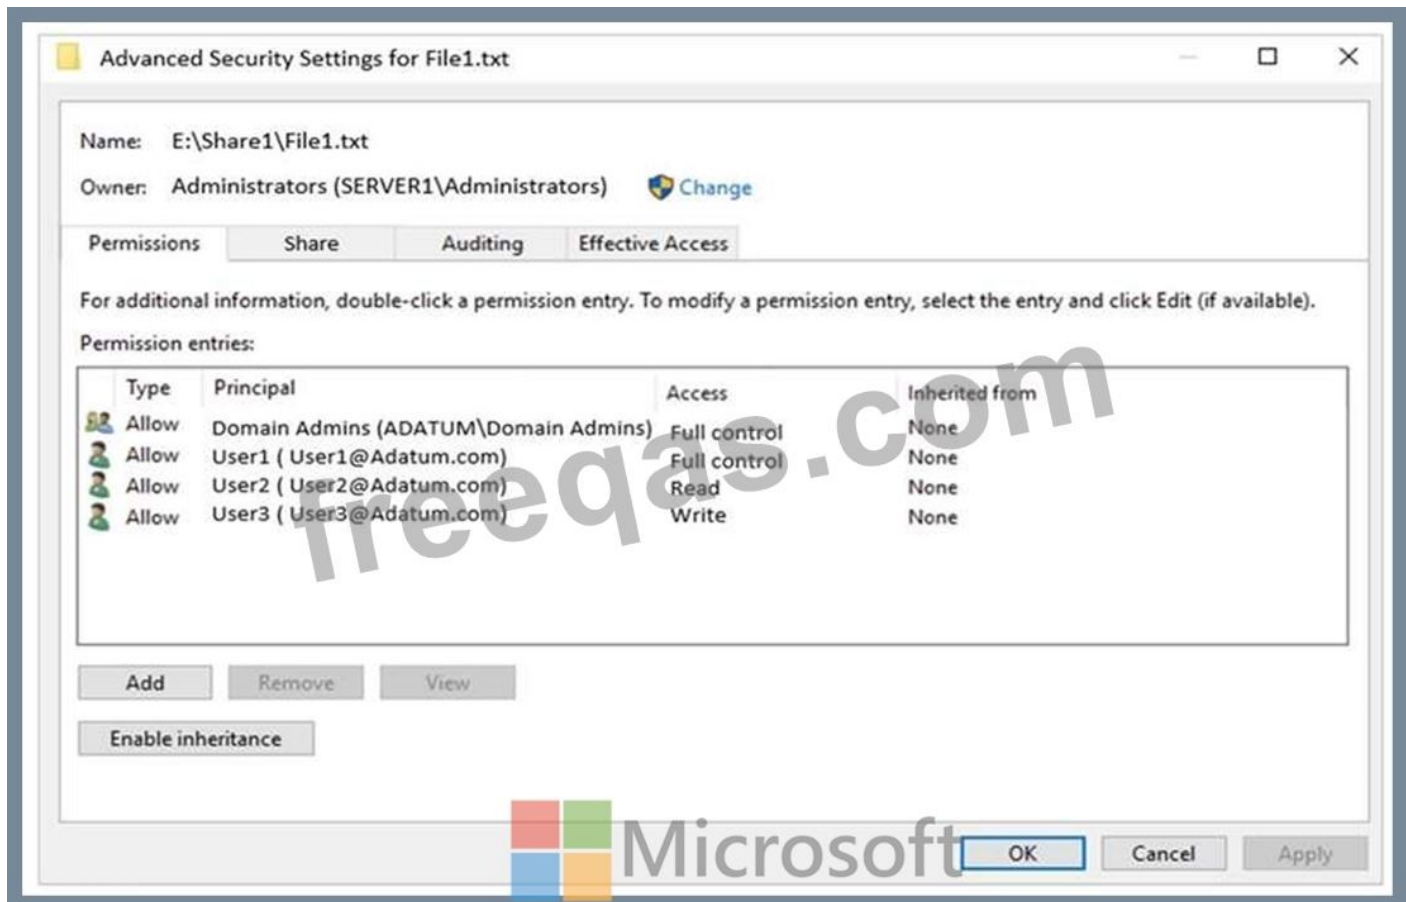 Advanced Security Settings for File1.txt
Name: E:\Share1\File1.txt
Owner: Administrators (SERVER1\Administrators) Change
Permissions Share Auditing Effective Access
For additional information, double-click a permission entry. To modify a permission entry, select the entry and click Edit (if available).
Permission entries:
Type Principal Access Inherited from
Allow Domain Admins (ADATUM\Domain Admins) Full control None
Allow User1 ( User1@Adatum.com) Full control None
Allow User2 ( User2@Adatum.com) Read None
Allow User3 ( User3@Adatum.com) Write None
freeqas.com
Add Remove View
Enable inheritance
Microsoft
OK Cancel Apply